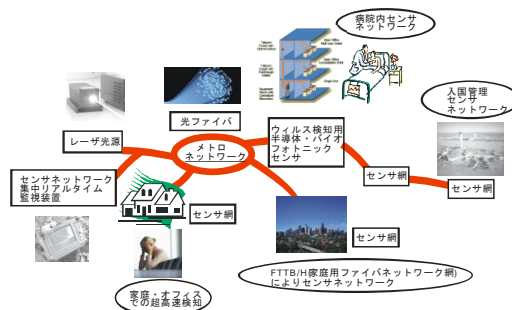 病院内センサ
ネットワーク
入国管理
センサ
ネットワーク
光ファイバ
レーザ光源
メトロ
ネットワーク
ウィルス検知用
半導体・バイオ
フォトニック
センサ
センサネットワーク
集中リアルタイム
監視装置
センサ網
センサ網
センサ網
センサ網
家庭・オフィス
での超高速検知
FTTB/H(家庭用ファイバネットワーク網)
によりセンサネットワーク